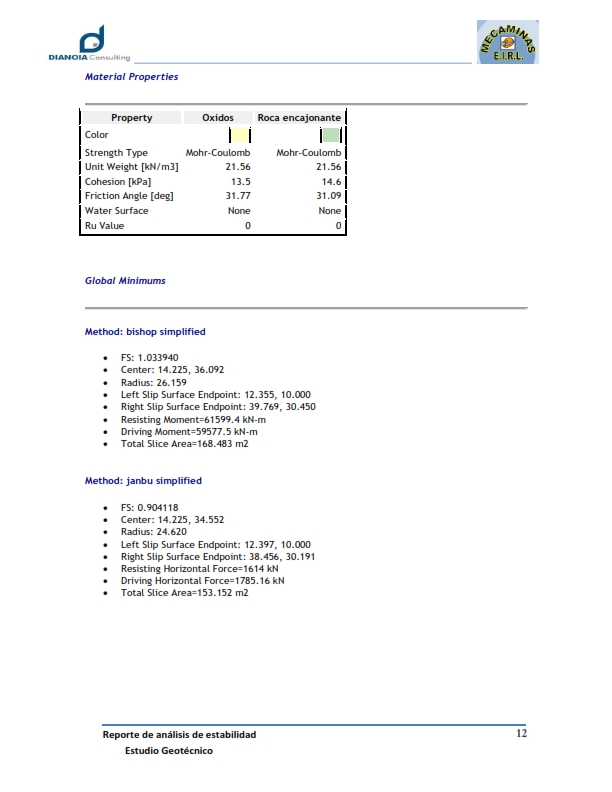 DIANOIA Consulting
MECAMINAS
E.I.R.L.
Material Properties
Property Oxidos Roca encajonante
Color
Strength Type Mohr-Coulomb Mohr-Coulomb
Unit Weight [kN/m3] 21.56 21.56
Cohesion [kPa] 13.5 14.6
Friction Angle [deg] 31.77 31.09
Water Surface None None
Ru Value 0 0
Global Minimums
Method: bishop simplified
• FS: 1.033940
• Center: 14.225, 36.092
• Radius: 26.159
• Left Slip Surface Endpoint: 12.355, 10.000
• Right Slip Surface Endpoint: 39.769, 30.450
• Resisting Moment=61599.4 kN-m
• Driving Moment=59577.5 kN-m
• Total Slice Area=168.483 m2
Method: janbu simplified
• FS: 0.904118
• Center: 14.225, 34.552
• Radius: 24.620
• Left Slip Surface Endpoint: 12.397, 10.000
• Right Slip Surface Endpoint: 38.456, 30.191
• Resisting Horizontal Force=1614 kN
• Driving Horizontal Force=1785.16 kN
• Total Slice Area=153.152 m2
Reporte de análisis de estabilidad 12
Estudio Geotécnico